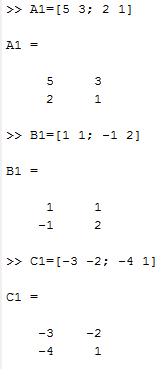 >> A1=[5 3; 2 1]
A1 =
5 3
2 1
>> B1=[1 1; -1 2]
B1 =
1 1
-1 2
>> C1=[-3 -2; -4 1]
C1 =
-3 -2
-4 1